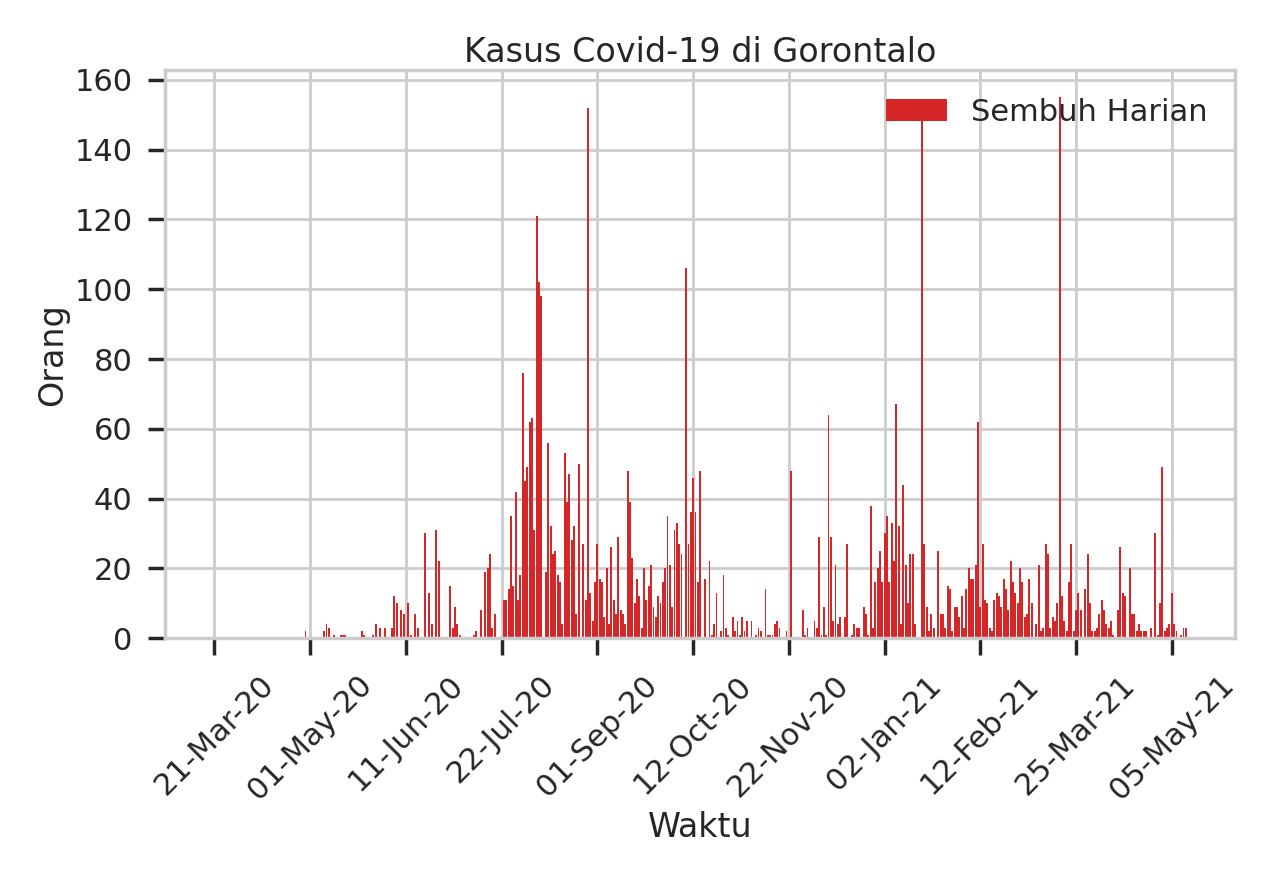 Kasus Covid-19 di Gorontalo
Sembuh Harian
160
140
120
100
80
60
40
20
0
Orang
21-Mar-20
01-May-20
11-Jun-20
22-Jul-20
01-Sep-20
12-Oct-20
22-Nov-20
02-Jan-21
12-Feb-21
25-Mar-21
05-May-21
Waktu